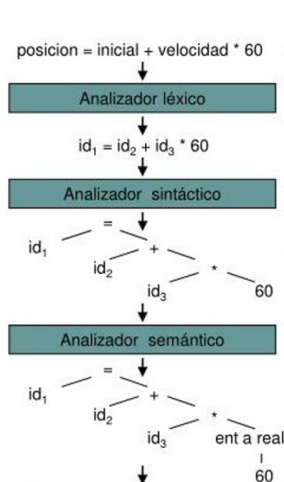 posicion = inicial + velocidad * 60
Analizador léxico
id₁ = id₂ + id₃ * 60
Analizador sintáctico
=
id₁
+
id₂
*
id₃
60
Analizador semántico
=
id₁
+
id₂
*
id₃
ent a real
60